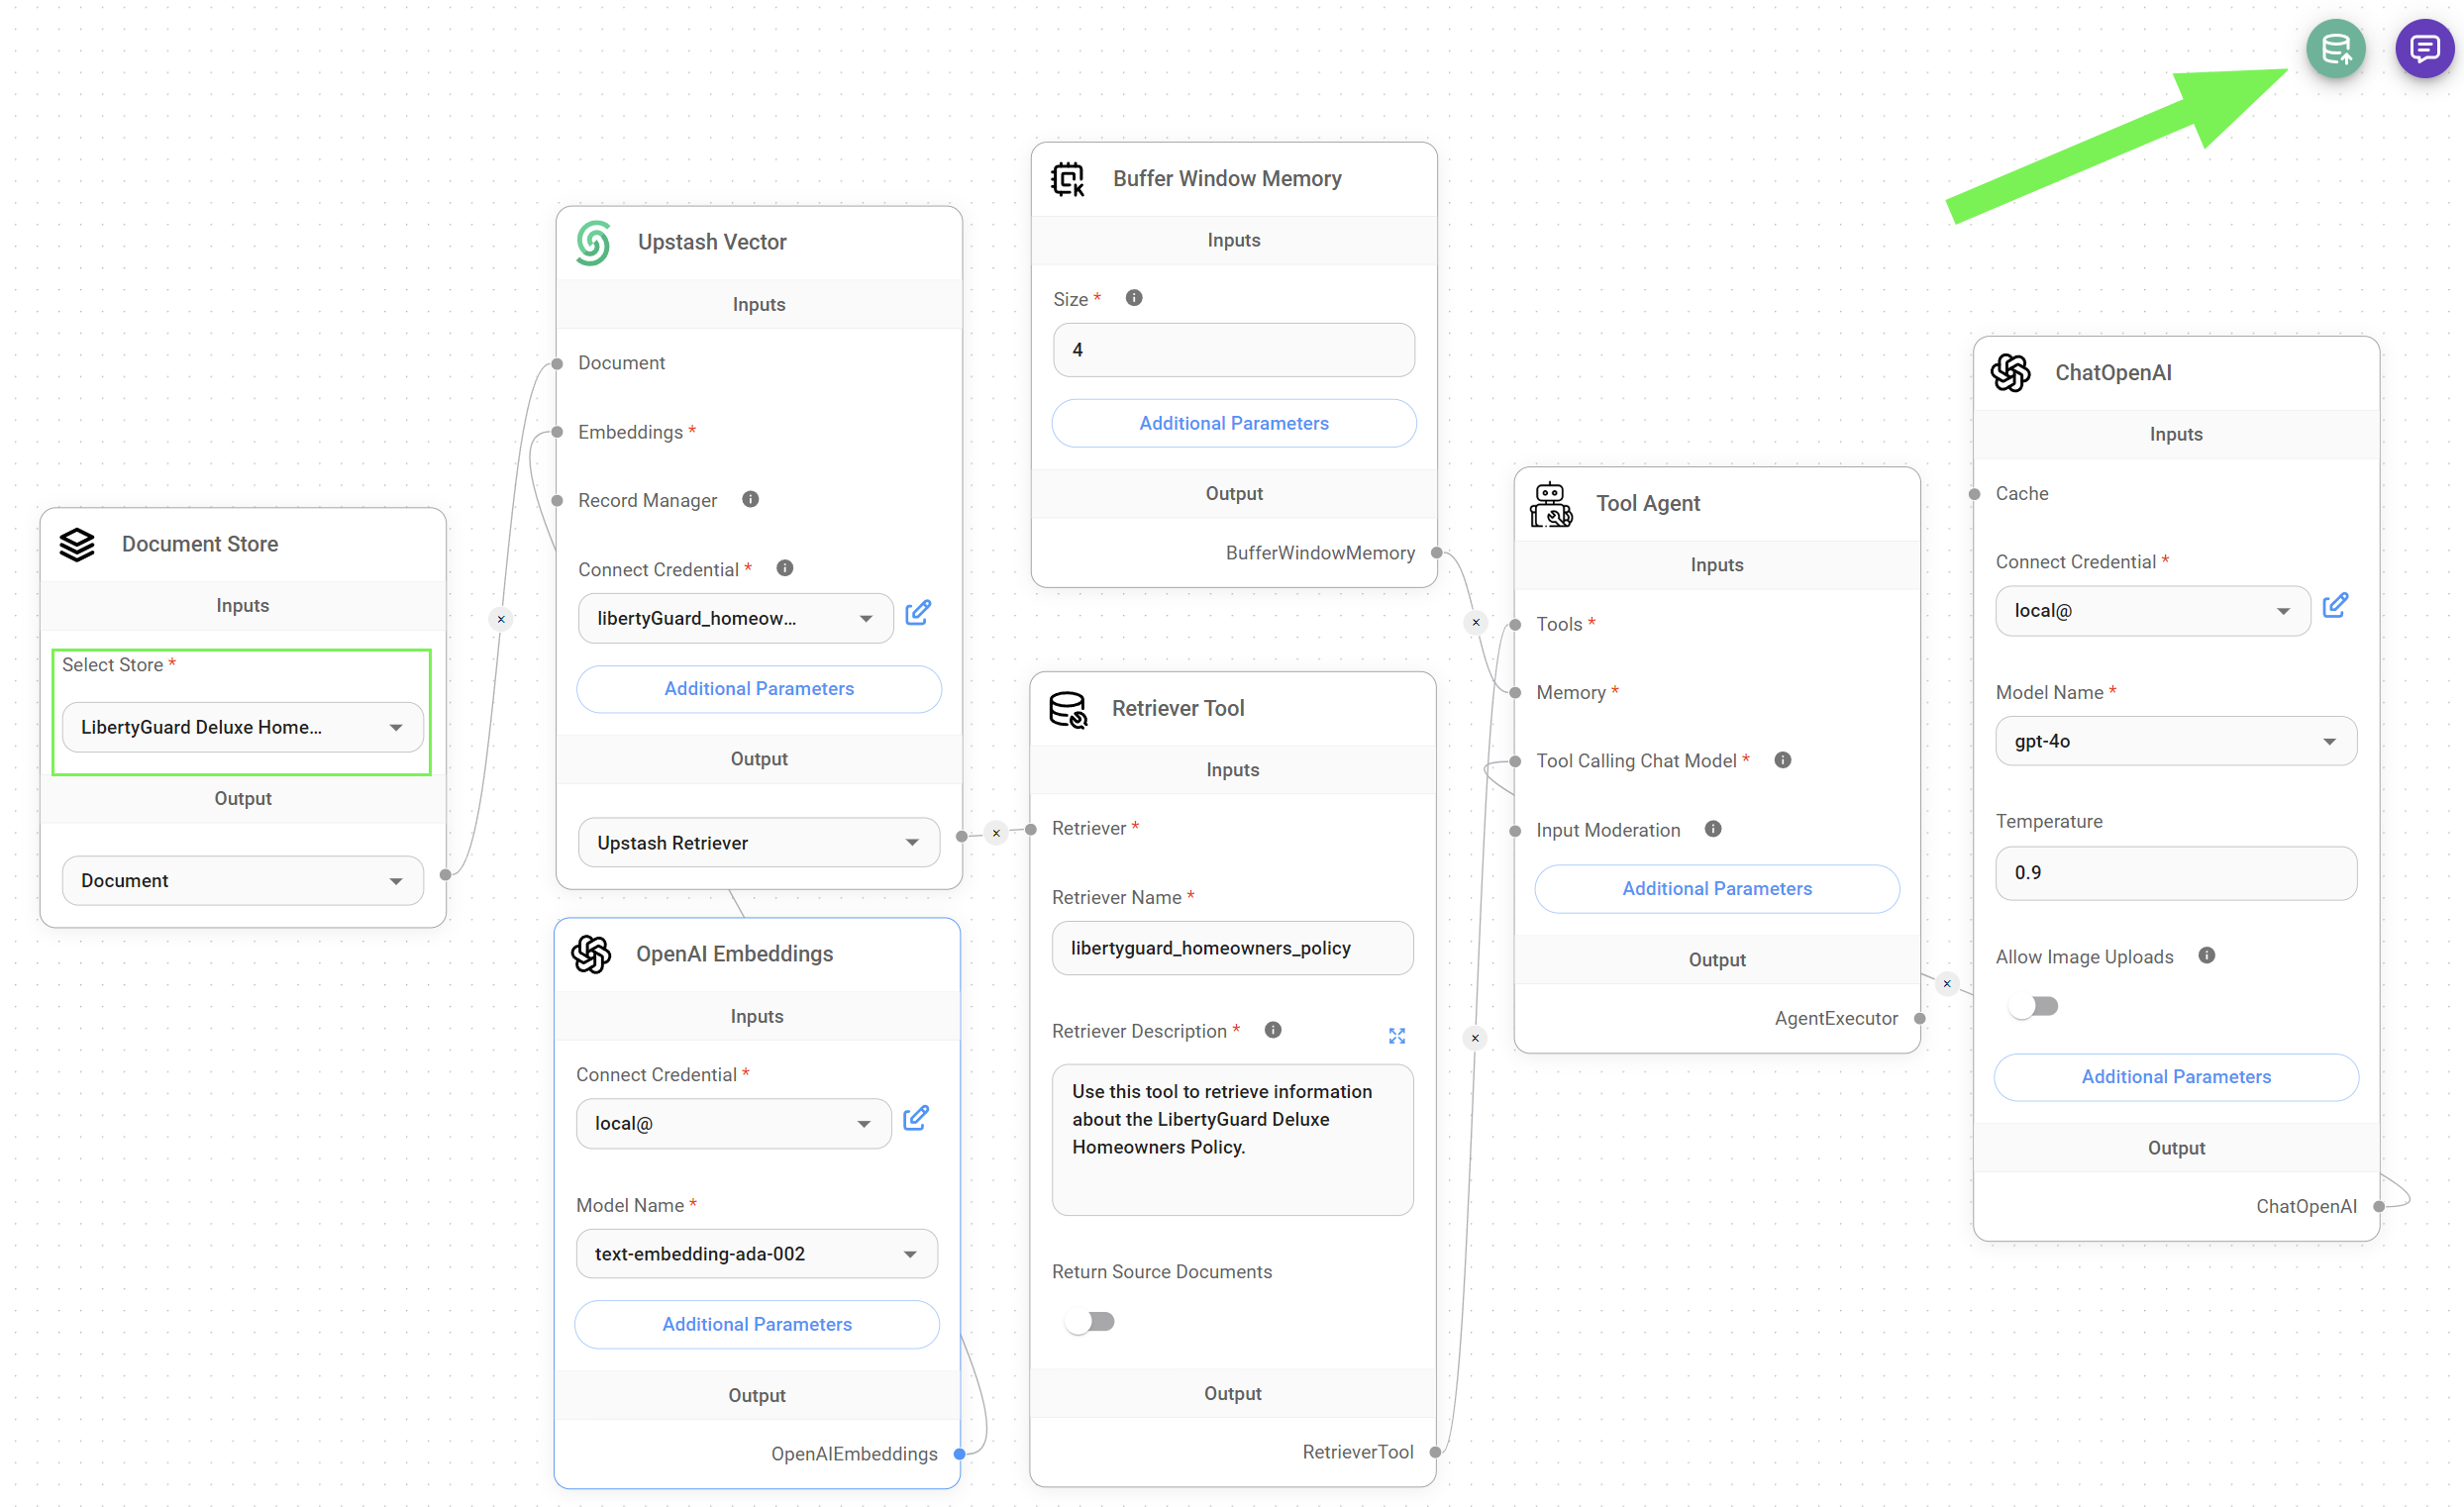 Document Store
Inputs
Select Store *
LibertyGuard Deluxe Home...
Output
Document
Upstash Vector
Inputs
Document
Embeddings *
Record Manager
Connect Credential *
libertyGuard_homeow...
Additional Parameters
Output
Upstash Retriever
OpenAI Embeddings
Inputs
Connect Credential *
local@
Model Name *
text-embedding-ada-002
Additional Parameters
Output
OpenAIEmbeddings
Buffer Window Memory
Inputs
Size *
4
Additional Parameters
Output
BufferWindowMemory
Retriever Tool
Inputs
Retriever *
Retriever Name *
libertyguard_homeowners_policy
Retriever Description *
Use this tool to retrieve information
about the LibertyGuard Deluxe
Homeowners Policy.
Return Source Documents
Output
RetrieverTool
Tool Agent
Inputs
Tools *
Memory *
Tool Calling Chat Model *
Input Moderation
Additional Parameters
Output
AgentExecutor
ChatOpenAI
Inputs
Cache
Connect Credential *
local@
Model Name *
gpt-4o
Temperature
0.9
Allow Image Uploads
Additional Parameters
Output
ChatOpenAI